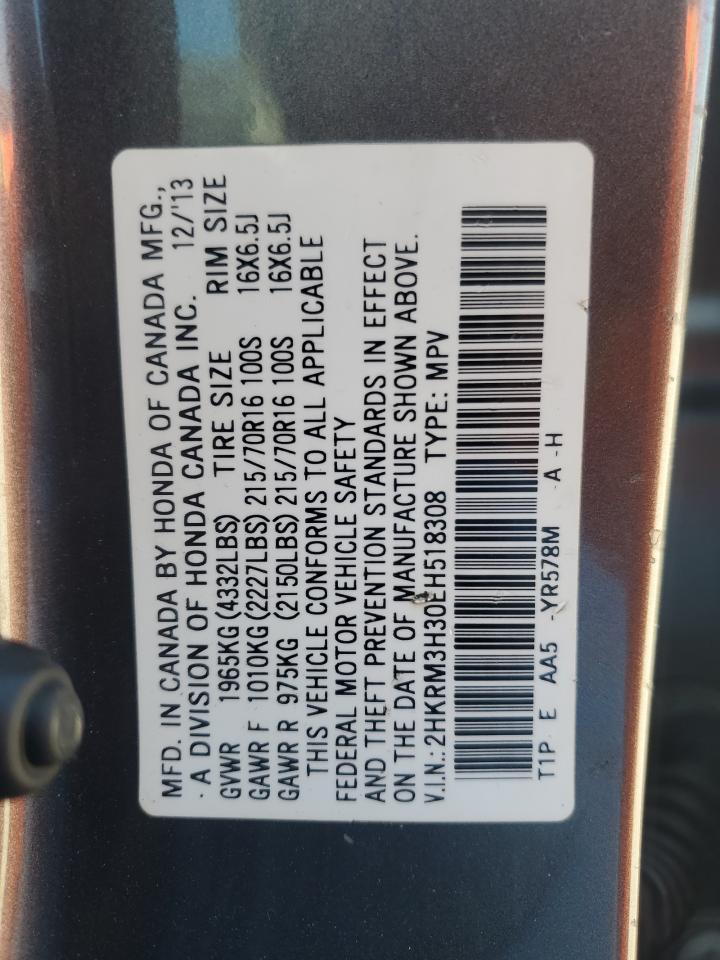 MFD. IN CANADA BY HONDA OF CANADA MFG.,
· A DIVISION OF HONDA CANADA INC. 12/'13
GVWR 1965KG (4332LBS) TIRE SIZE RIM SIZE
GAWR F 1010KG (2227LBS) 215/70R16 100S 16X6.5J
GAWR R 975KG (2150LBS) 215/70R16 100S 16X6.5J
THIS VEHICLE CONFORMS TO ALL APPLICABLE
FEDERAL MOTOR VEHICLE SAFETY
AND THEFT PREVENTION STANDARDS IN EFFECT
ON THE DATE OF MANUFACTURE SHOWN ABOVE.
V.I.N.: 2HKRM3H30EH518308 TYPE: MPV
T1P E AA5 -YR578M -A -H